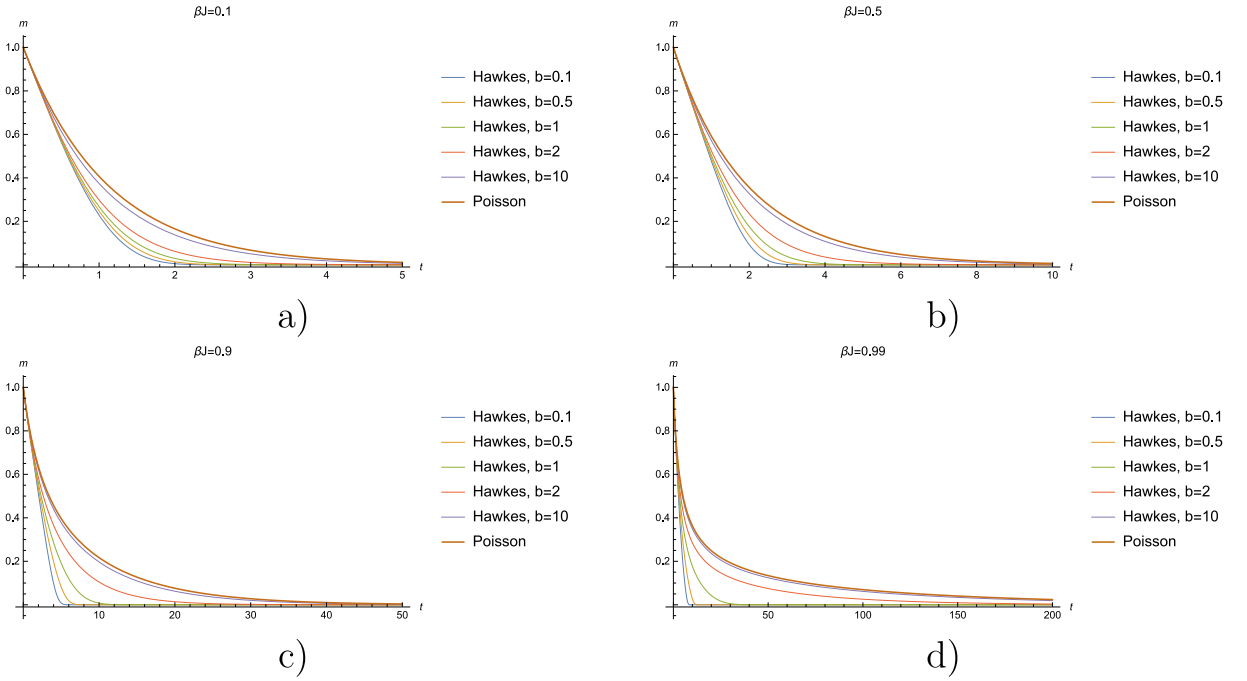 βJ=0.1
m
1.0
0.8
0.6
0.4
0.2
1
2
3
4
5
t
Hawkes, b=0.1
Hawkes, b=0.5
Hawkes, b=1
Hawkes, b=2
Hawkes, b=10
Poisson
a)
βJ=0.5
m
1.0
0.8
0.6
0.4
0.2
2
4
6
8
10
t
Hawkes, b=0.1
Hawkes, b=0.5
Hawkes, b=1
Hawkes, b=2
Hawkes, b=10
Poisson
b)
βJ=0.9
m
1.0
0.8
0.6
0.4
0.2
10
20
30
40
50
t
Hawkes, b=0.1
Hawkes, b=0.5
Hawkes, b=1
Hawkes, b=2
Hawkes, b=10
Poisson
c)
βJ=0.99
m
1.0
0.8
0.6
0.4
0.2
50
100
150
200
t
Hawkes, b=0.1
Hawkes, b=0.5
Hawkes, b=1
Hawkes, b=2
Hawkes, b=10
Poisson
d)